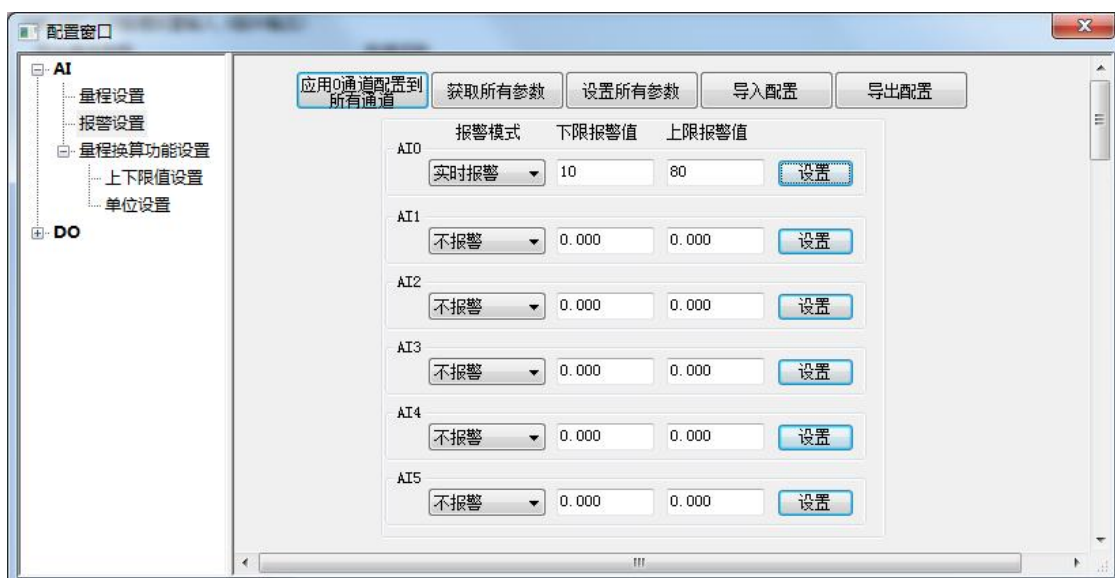 配置窗口
AI
量程设置
报警设置
量程换算功能设置
上下限值设置
单位设置
DO
应用0通道配置到
所有通道
获取所有参数
设置所有参数
导入配置
导出配置
报警模式 下限报警值 上限报警值
AI0
实时报警 10 80 设置
AI1
不报警 0.000 0.000 设置
AI2
不报警 0.000 0.000 设置
AI3
不报警 0.000 0.000 设置
AI4
不报警 0.000 0.000 设置
AI5
不报警 0.000 0.000 设置